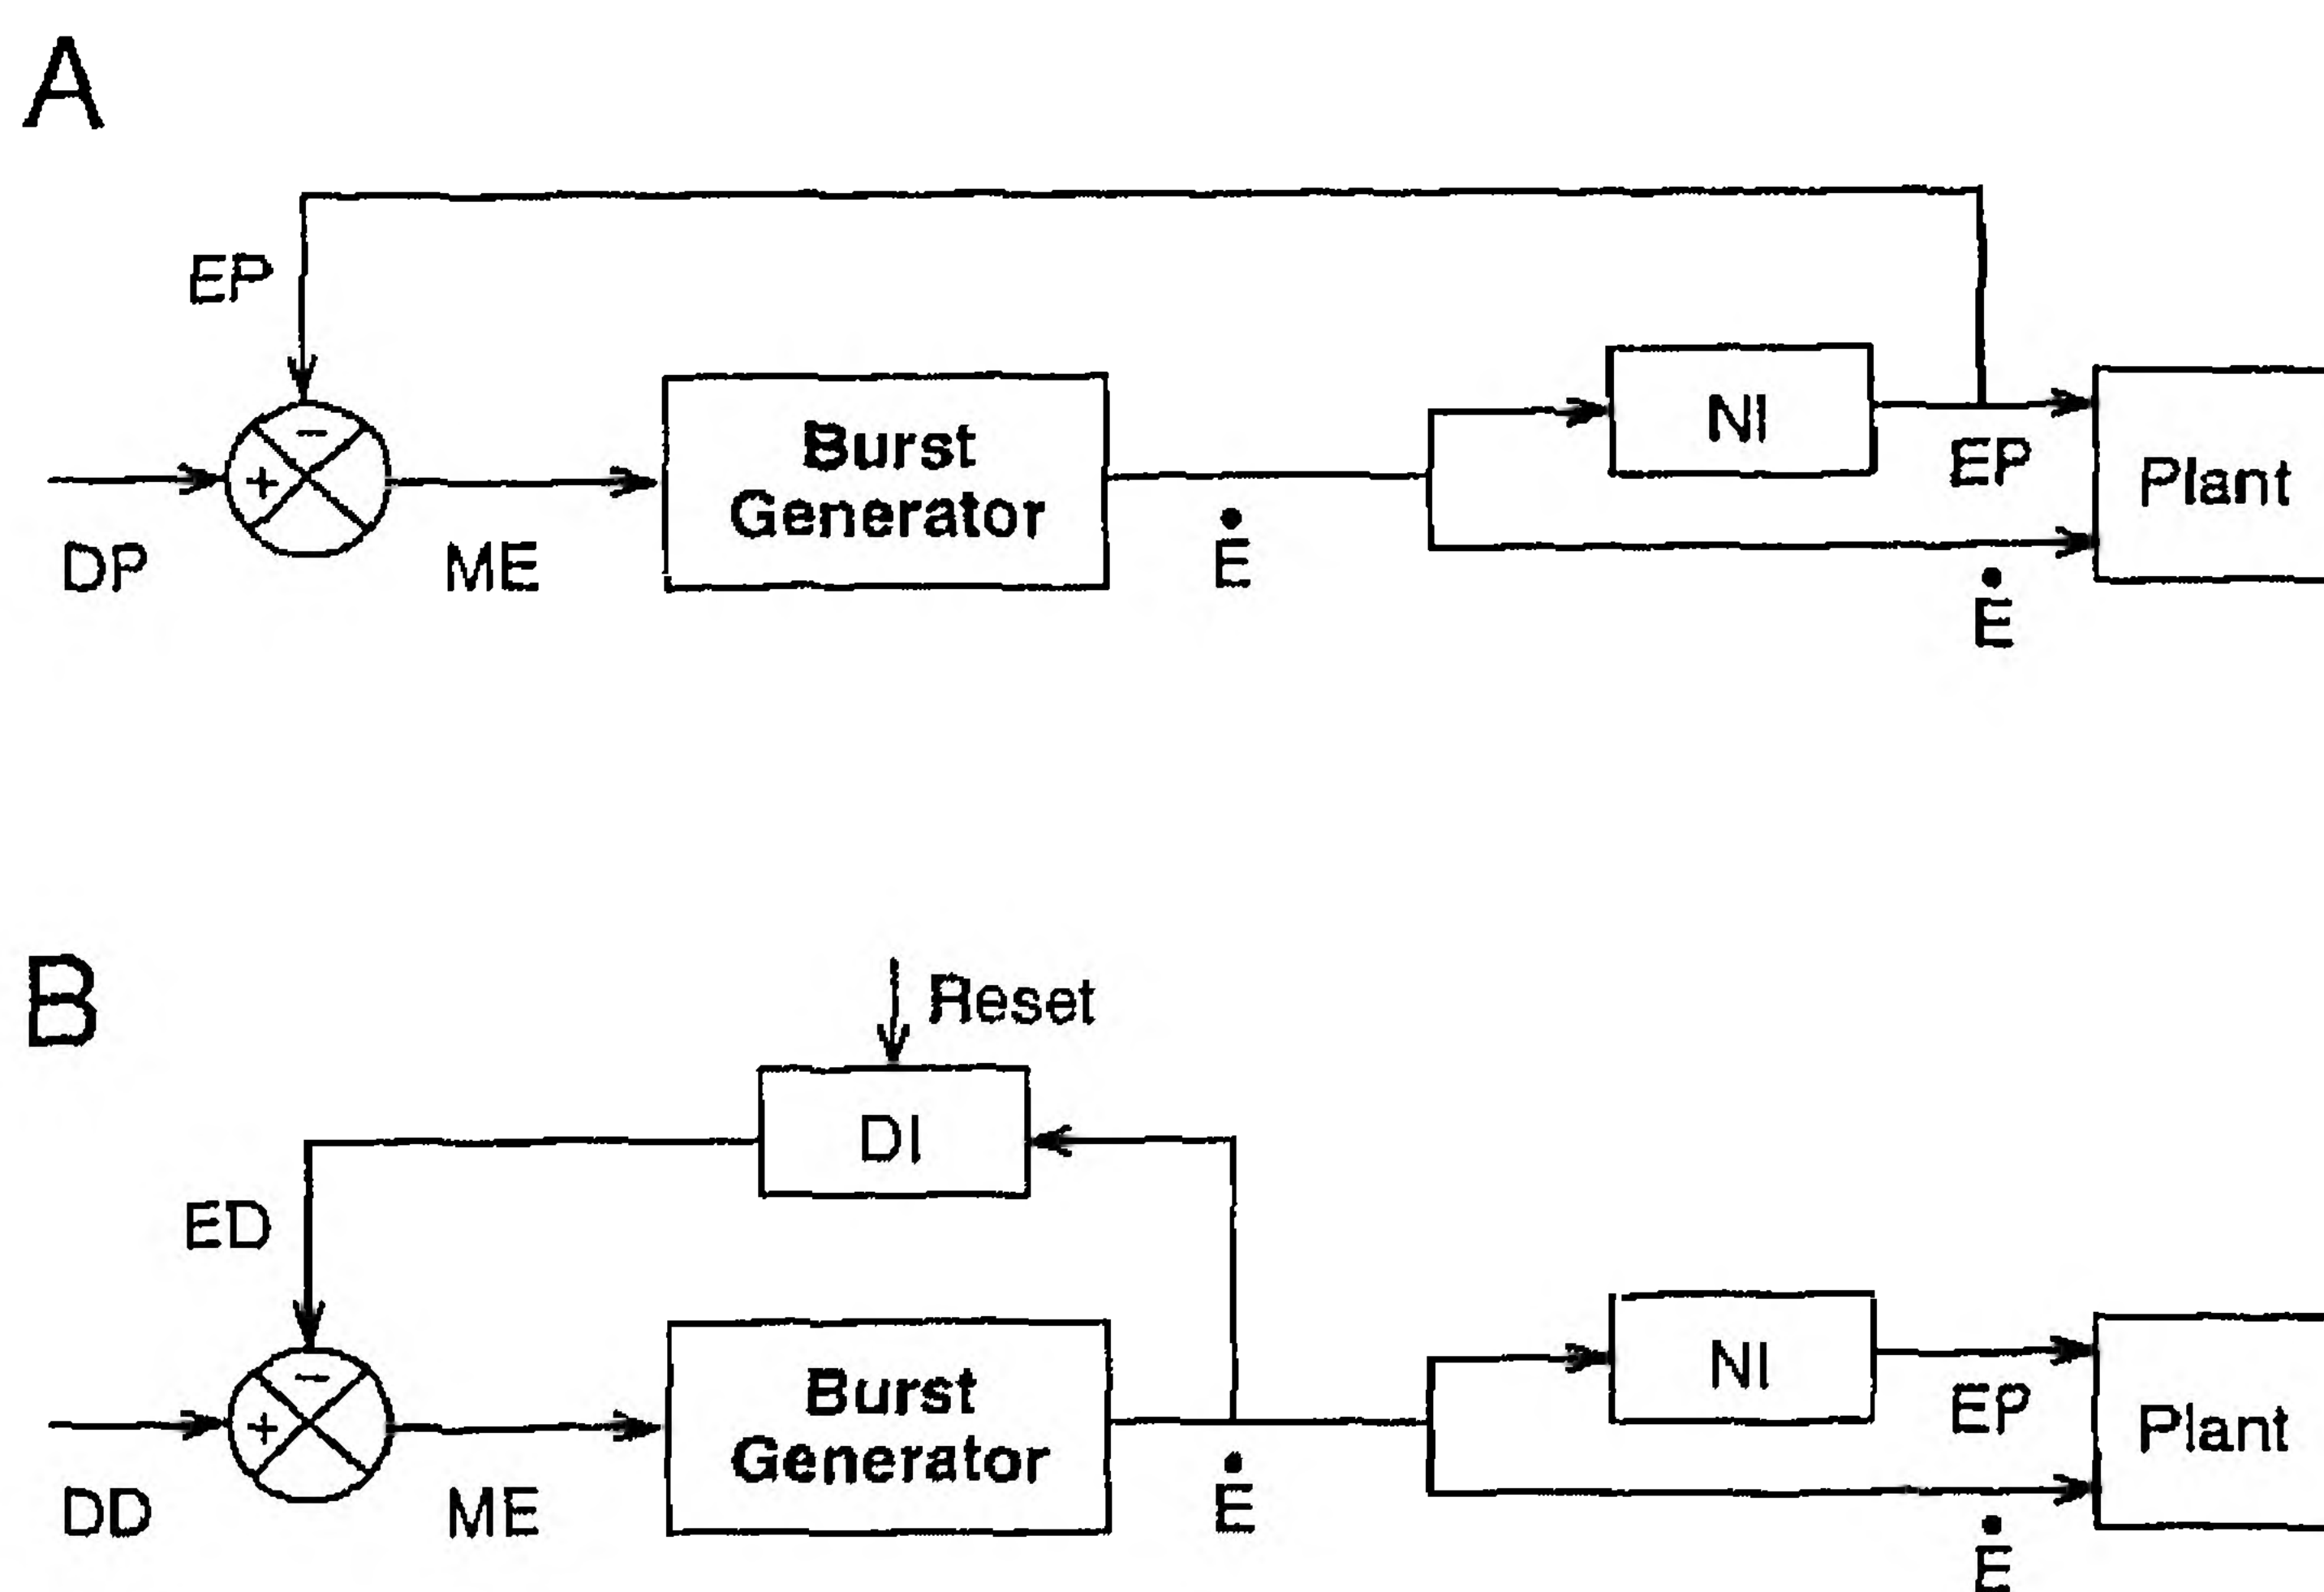 A
EP
NI
Burst
Generator
EP
Plant
+
−
DP
ME
Ė
Ė
B
Reset
DI
ED
NI
Burst
Generator
EP
Plant
+
−
DD
ME
Ė
Ė